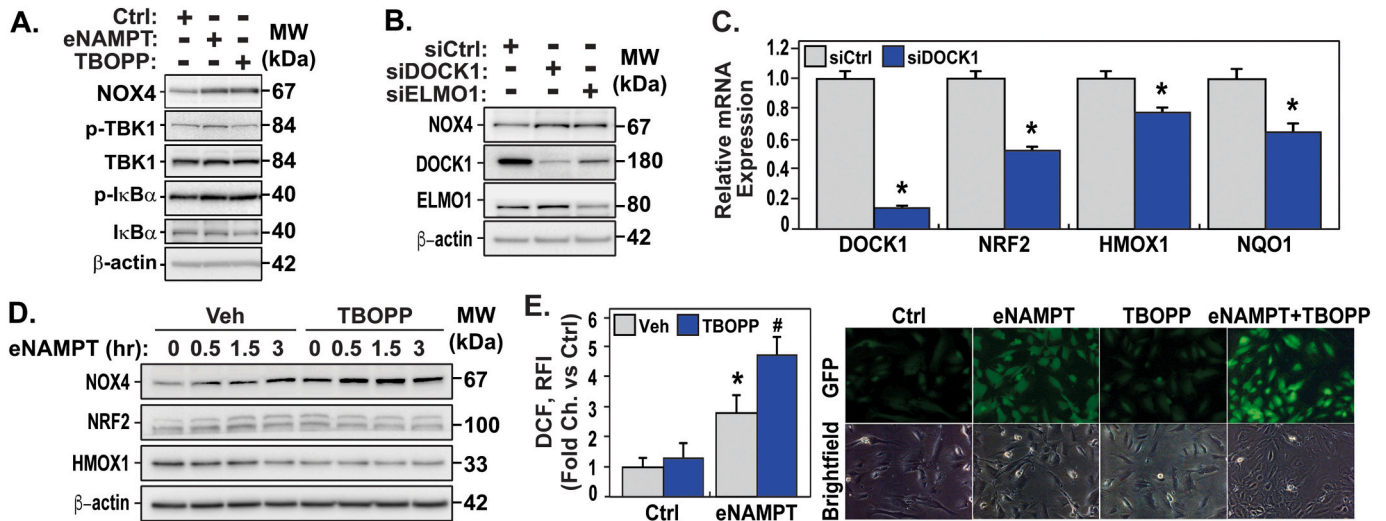 A.
Ctrl: + - -
eNAMPT: - + -
TBOPP: - - +
MW
(kDa)
NOX4 67
p-TBK1 84
TBK1 84
p-IκBα 40
IκBα 40
β-actin 42
B.
siCtrl: + - -
siDOCK1: - + -
siELMO1: - - +
MW
(kDa)
NOX4 67
DOCK1 180
ELMO1 80
β-actin 42
C.
siCtrl siDOCK1
Relative mRNA
Expression
1.0
0.8
0.6
0.4
0.2
0
* * * *
DOCK1 NRF2 HMOX1 NQO1
D.
Veh TBOPP
MW
(kDa)
eNAMPT (hr): 0 0.5 1.5 3 0 0.5 1.5 3
NOX4 67
NRF2 100
HMOX1 33
β-actin 42
E.
Veh TBOPP
DCF, RFI
(Fold Ch. vs Ctrl)
6
5
4
3
2
1
0
* #
Ctrl eNAMPT
Ctrl eNAMPT TBOPP eNAMPT+TBOPP
GFP
Brightfield